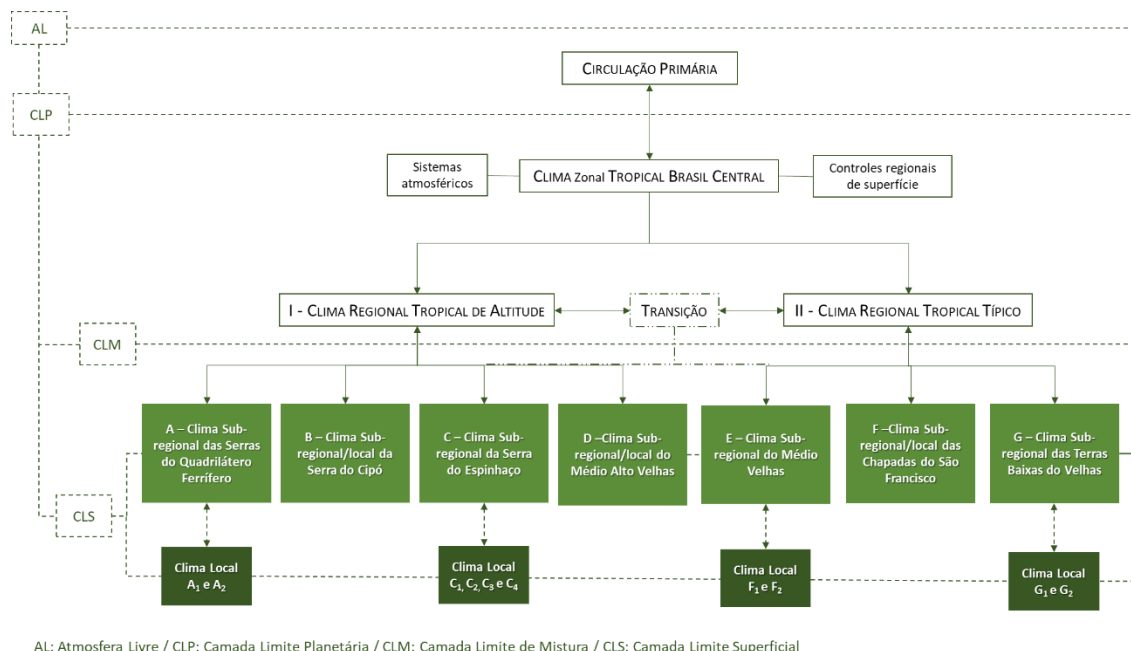 AL
CIRCULAÇÃO PRIMÁRIA
CLP
Sistemas
atmosféricos
CLIMA Zonal TROPICAL BRASIL CENTRAL
Controles regionais
de superfície
I - CLIMA REGIONAL TROPICAL DE ALTITUDE
TRANSIÇÃO
II - CLIMA REGIONAL TROPICAL TÍPICO
CLM
A – Clima Sub-
regional das Serras
do Quadrilátero
Ferrífero
B – Clima Sub-
regional/local da
Serra do Cipó
C – Clima Sub-
regional da Serra
do Espinhaço
D –Clima Sub-
regional/local do
Médio Alto Velhas
E – Clima Sub-
regional do Médio
Velhas
F –Clima Sub-
regional/local das
Chapadas do São
Francisco
G – Clima Sub-
regional das Terras
Baixas do Velhas
CLS
Clima Local
A1 e A2
Clima Local
C1, C2, C3 e C4
Clima Local
F1 e F2
Clima Local
G1 e G2
AL: Atmosfera Livre / CLP: Camada Limite Planetária / CLM: Camada Limite de Mistura / CLS: Camada Limite Superficial